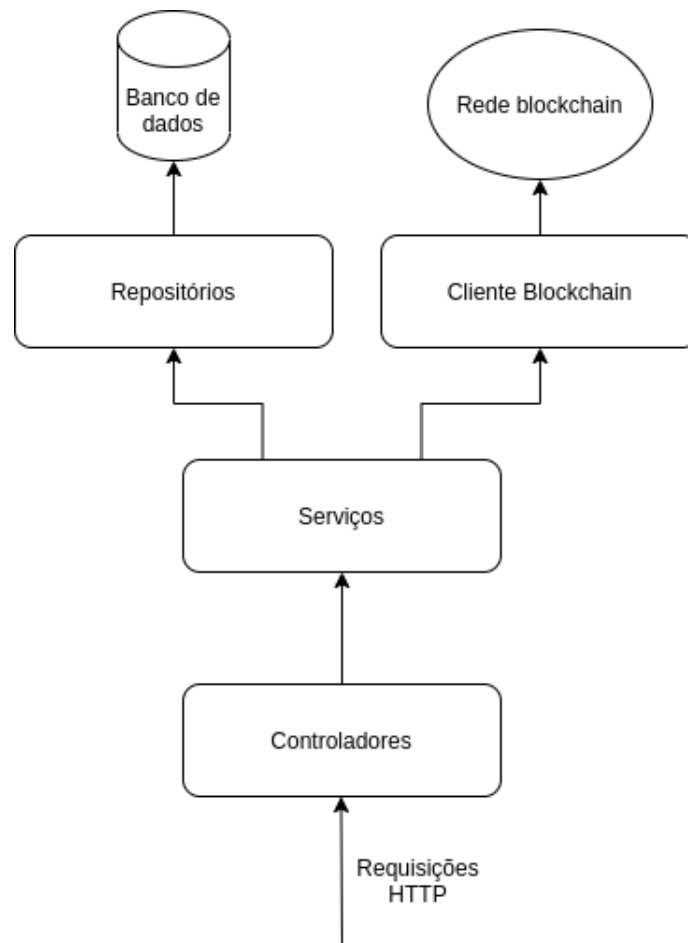 Banco de
dados
Rede blockchain
Repositórios
Cliente Blockchain
Serviços
Controladores
Requisições
HTTP